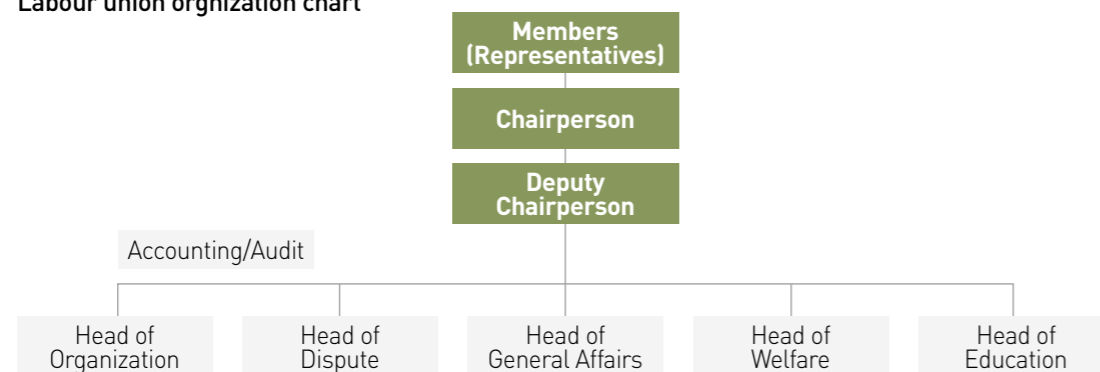 Labour union orgnization chart
Members
(Representatives)
Chairperson
Deputy
Chairperson
Accounting/Audit
Head of
Organization
Head of
Dispute
Head of
General Affairs
Head of
Welfare
Head of
Education